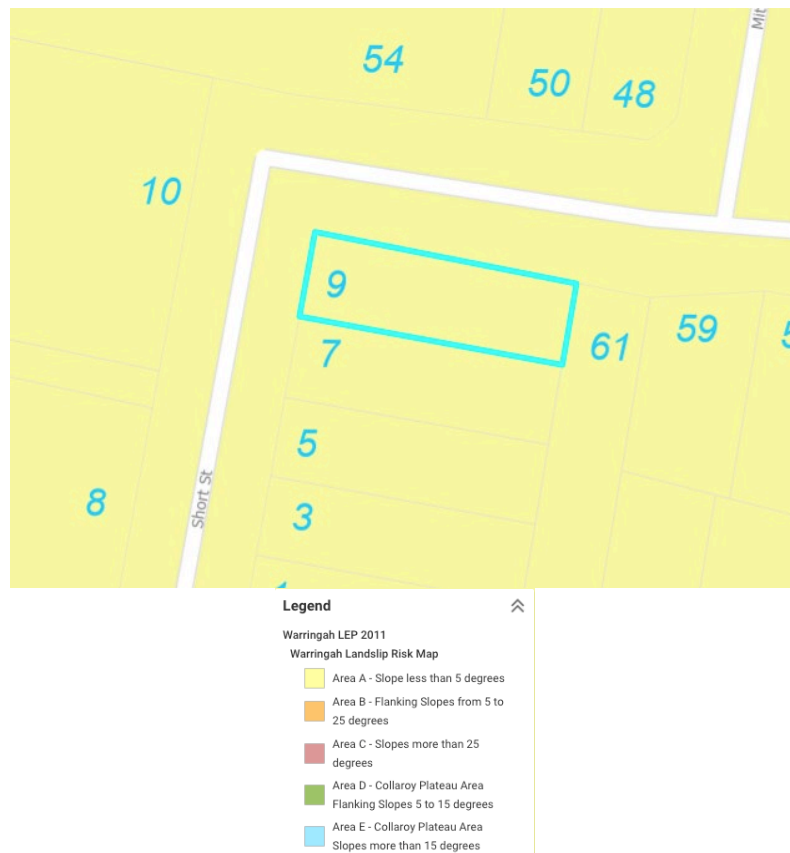 54
50
48
Mit
10
9
7
61
59
5
8
Short St
3
Legend
Warringah LEP 2011
Warringah Landslip Risk Map
Area A - Slope less than 5 degrees
Area B - Flanking Slopes from 5 to
25 degrees
Area C - Slopes more than 25
degrees
Area D - Collaroy Plateau Area
Flanking Slopes 5 to 15 degrees
Area E - Collaroy Plateau Area
Slopes more than 15 degrees